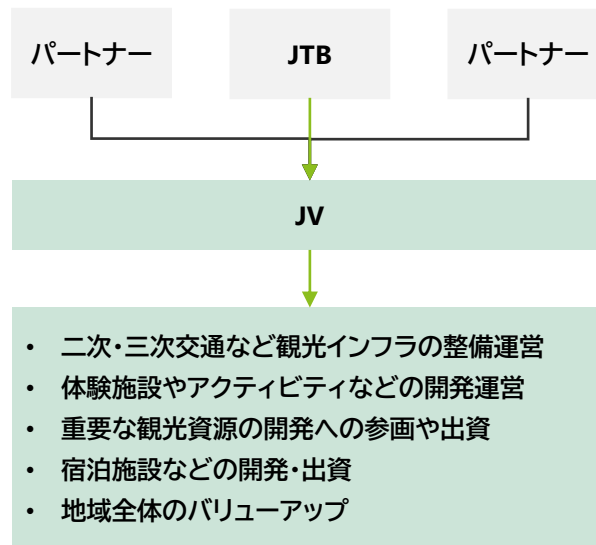 パートナー JTB パートナー
JV
• 二次・三次交通など観光インフラの整備運営
• 体験施設やアクティビティなどの開発運営
• 重要な観光資源の開発への参画や出資
• 宿泊施設などの開発・出資
• 地域全体のバリューアップ